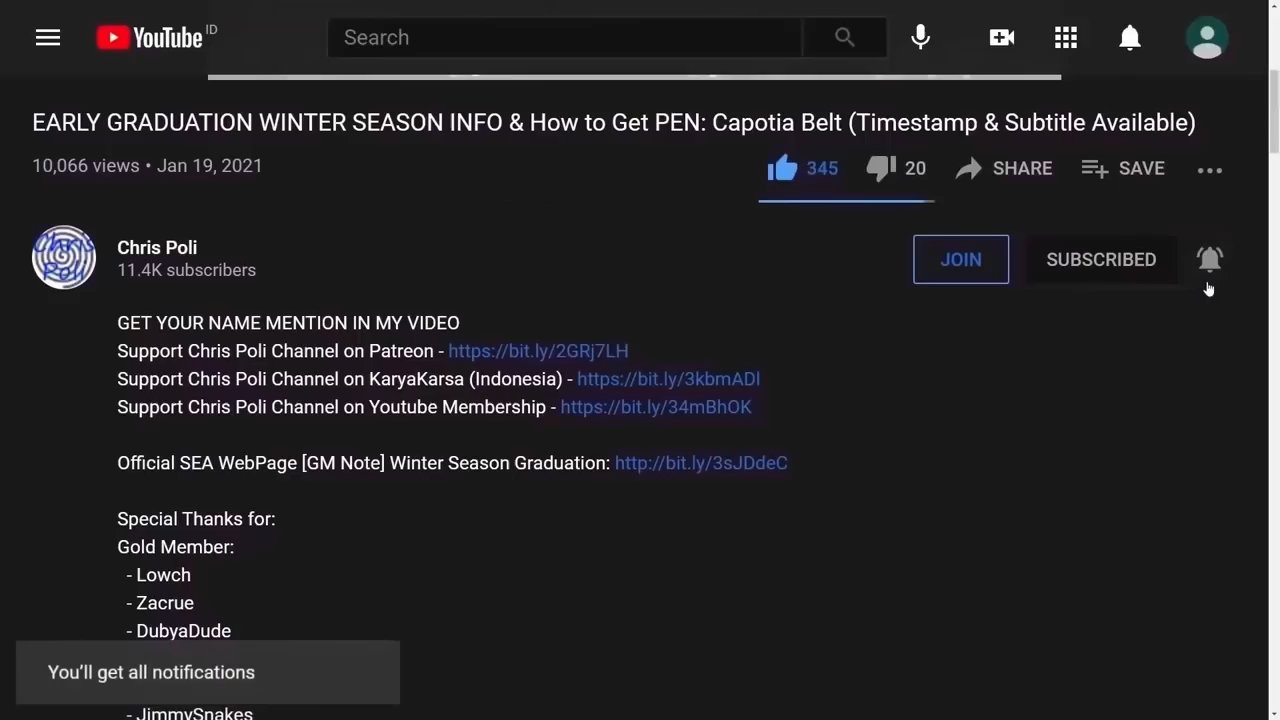 YouTube ID
Search
EARLY GRADUATION WINTER SEASON INFO & How to Get PEN: Capotia Belt (Timestamp & Subtitle Available)
10,066 views • Jan 19, 2021
345 20 SHARE SAVE
Chris Poli
Chris Poli
11.4K subscribers
JOIN SUBSCRIBED
GET YOUR NAME MENTION IN MY VIDEO
Support Chris Poli Channel on Patreon - https://bit.ly/2GRj7LH
Support Chris Poli Channel on KaryaKarsa (Indonesia) - https://bit.ly/3kbmADl
Support Chris Poli Channel on Youtube Membership - https://bit.ly/34mBhOK
Official SEA WebPage [GM Note] Winter Season Graduation: http://bit.ly/3sJDdeC
Special Thanks for:
Gold Member:
- Lowch
- Zacrue
- DubyaDude
You'll get all notifications
- JimmySnakes